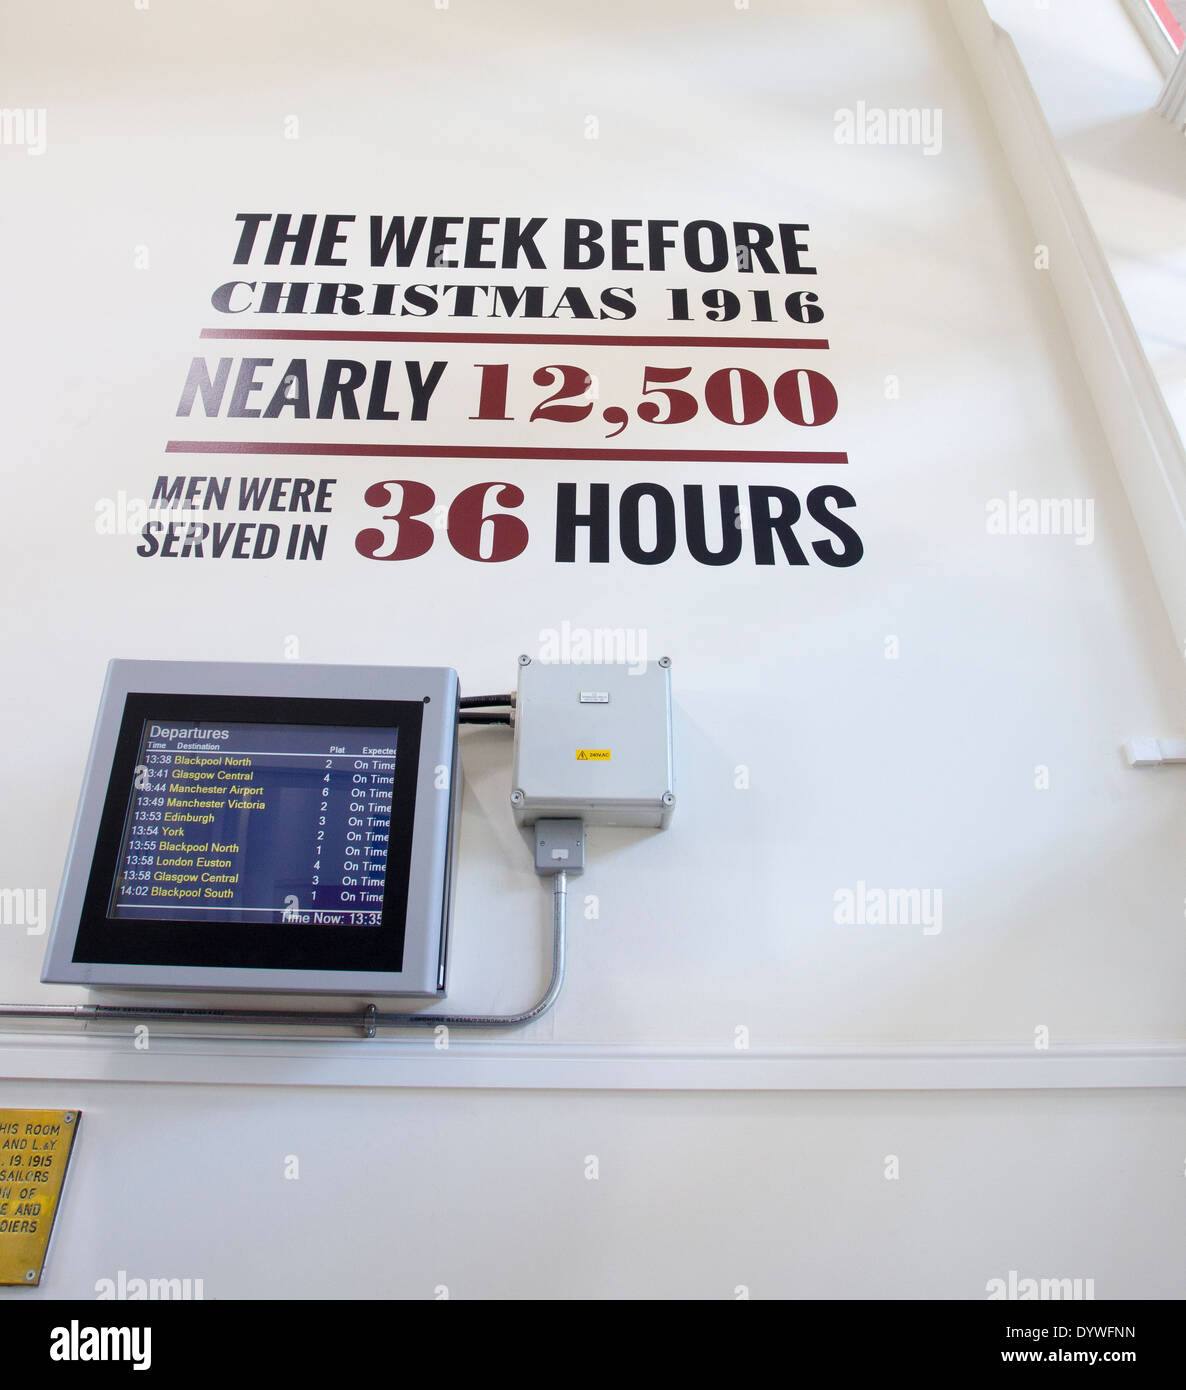 THE WEEK BEFORE
CHRISTMAS 1916
NEARLY 12,500
MEN WERE
SERVED IN
36 HOURS
Departures
Time Destination Plat Expected
13:38 Blackpool North 2 On Time
13:41 Glasgow Central 4 On Time
13:44 Manchester Airport 6 On Time
13:49 Manchester Victoria 2 On Time
13:53 Edinburgh 3 On Time
13:54 York 2 On Time
13:55 Blackpool North 1 On Time
13:58 London Euston 4 On Time
13:58 Glasgow Central 3 On Time
14:02 Blackpool South 1 On Time
Time Now: 13:35
240V.AC
HIS ROOM
AND L.&Y.
. 19.1915
SAILORS
OF
E AND
DIERS
alamy
Image ID: DYWFNN
www.alamy.com